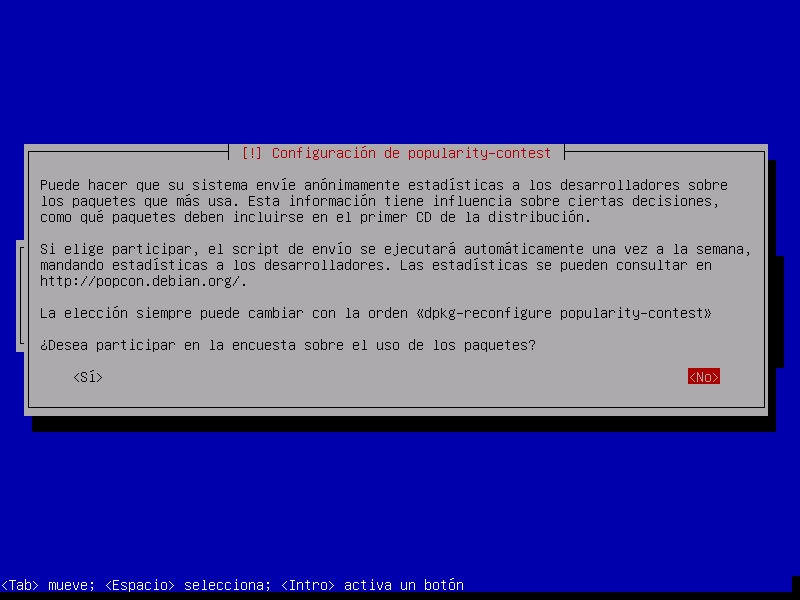 [!] Configuración de popularity-contest
Puede hacer que su sistema envíe anónimamente estadísticas a los desarrolladores sobre
los paquetes que más usa. Esta información tiene influencia sobre ciertas decisiones,
como qué paquetes deben incluirse en el primer CD de la distribución.
Si elige participar, el script de envío se ejecutará automáticamente una vez a la semana,
mandando estadísticas a los desarrolladores. Las estadísticas se pueden consultar en
http://popcon.debian.org/.
La elección siempre puede cambiar con la orden «dpkg-reconfigure popularity-contest»
¿Desea participar en la encuesta sobre el uso de los paquetes?
<Sí> <No>
<Tab> mueve; <Espacio> selecciona; <Intro> activa un botón